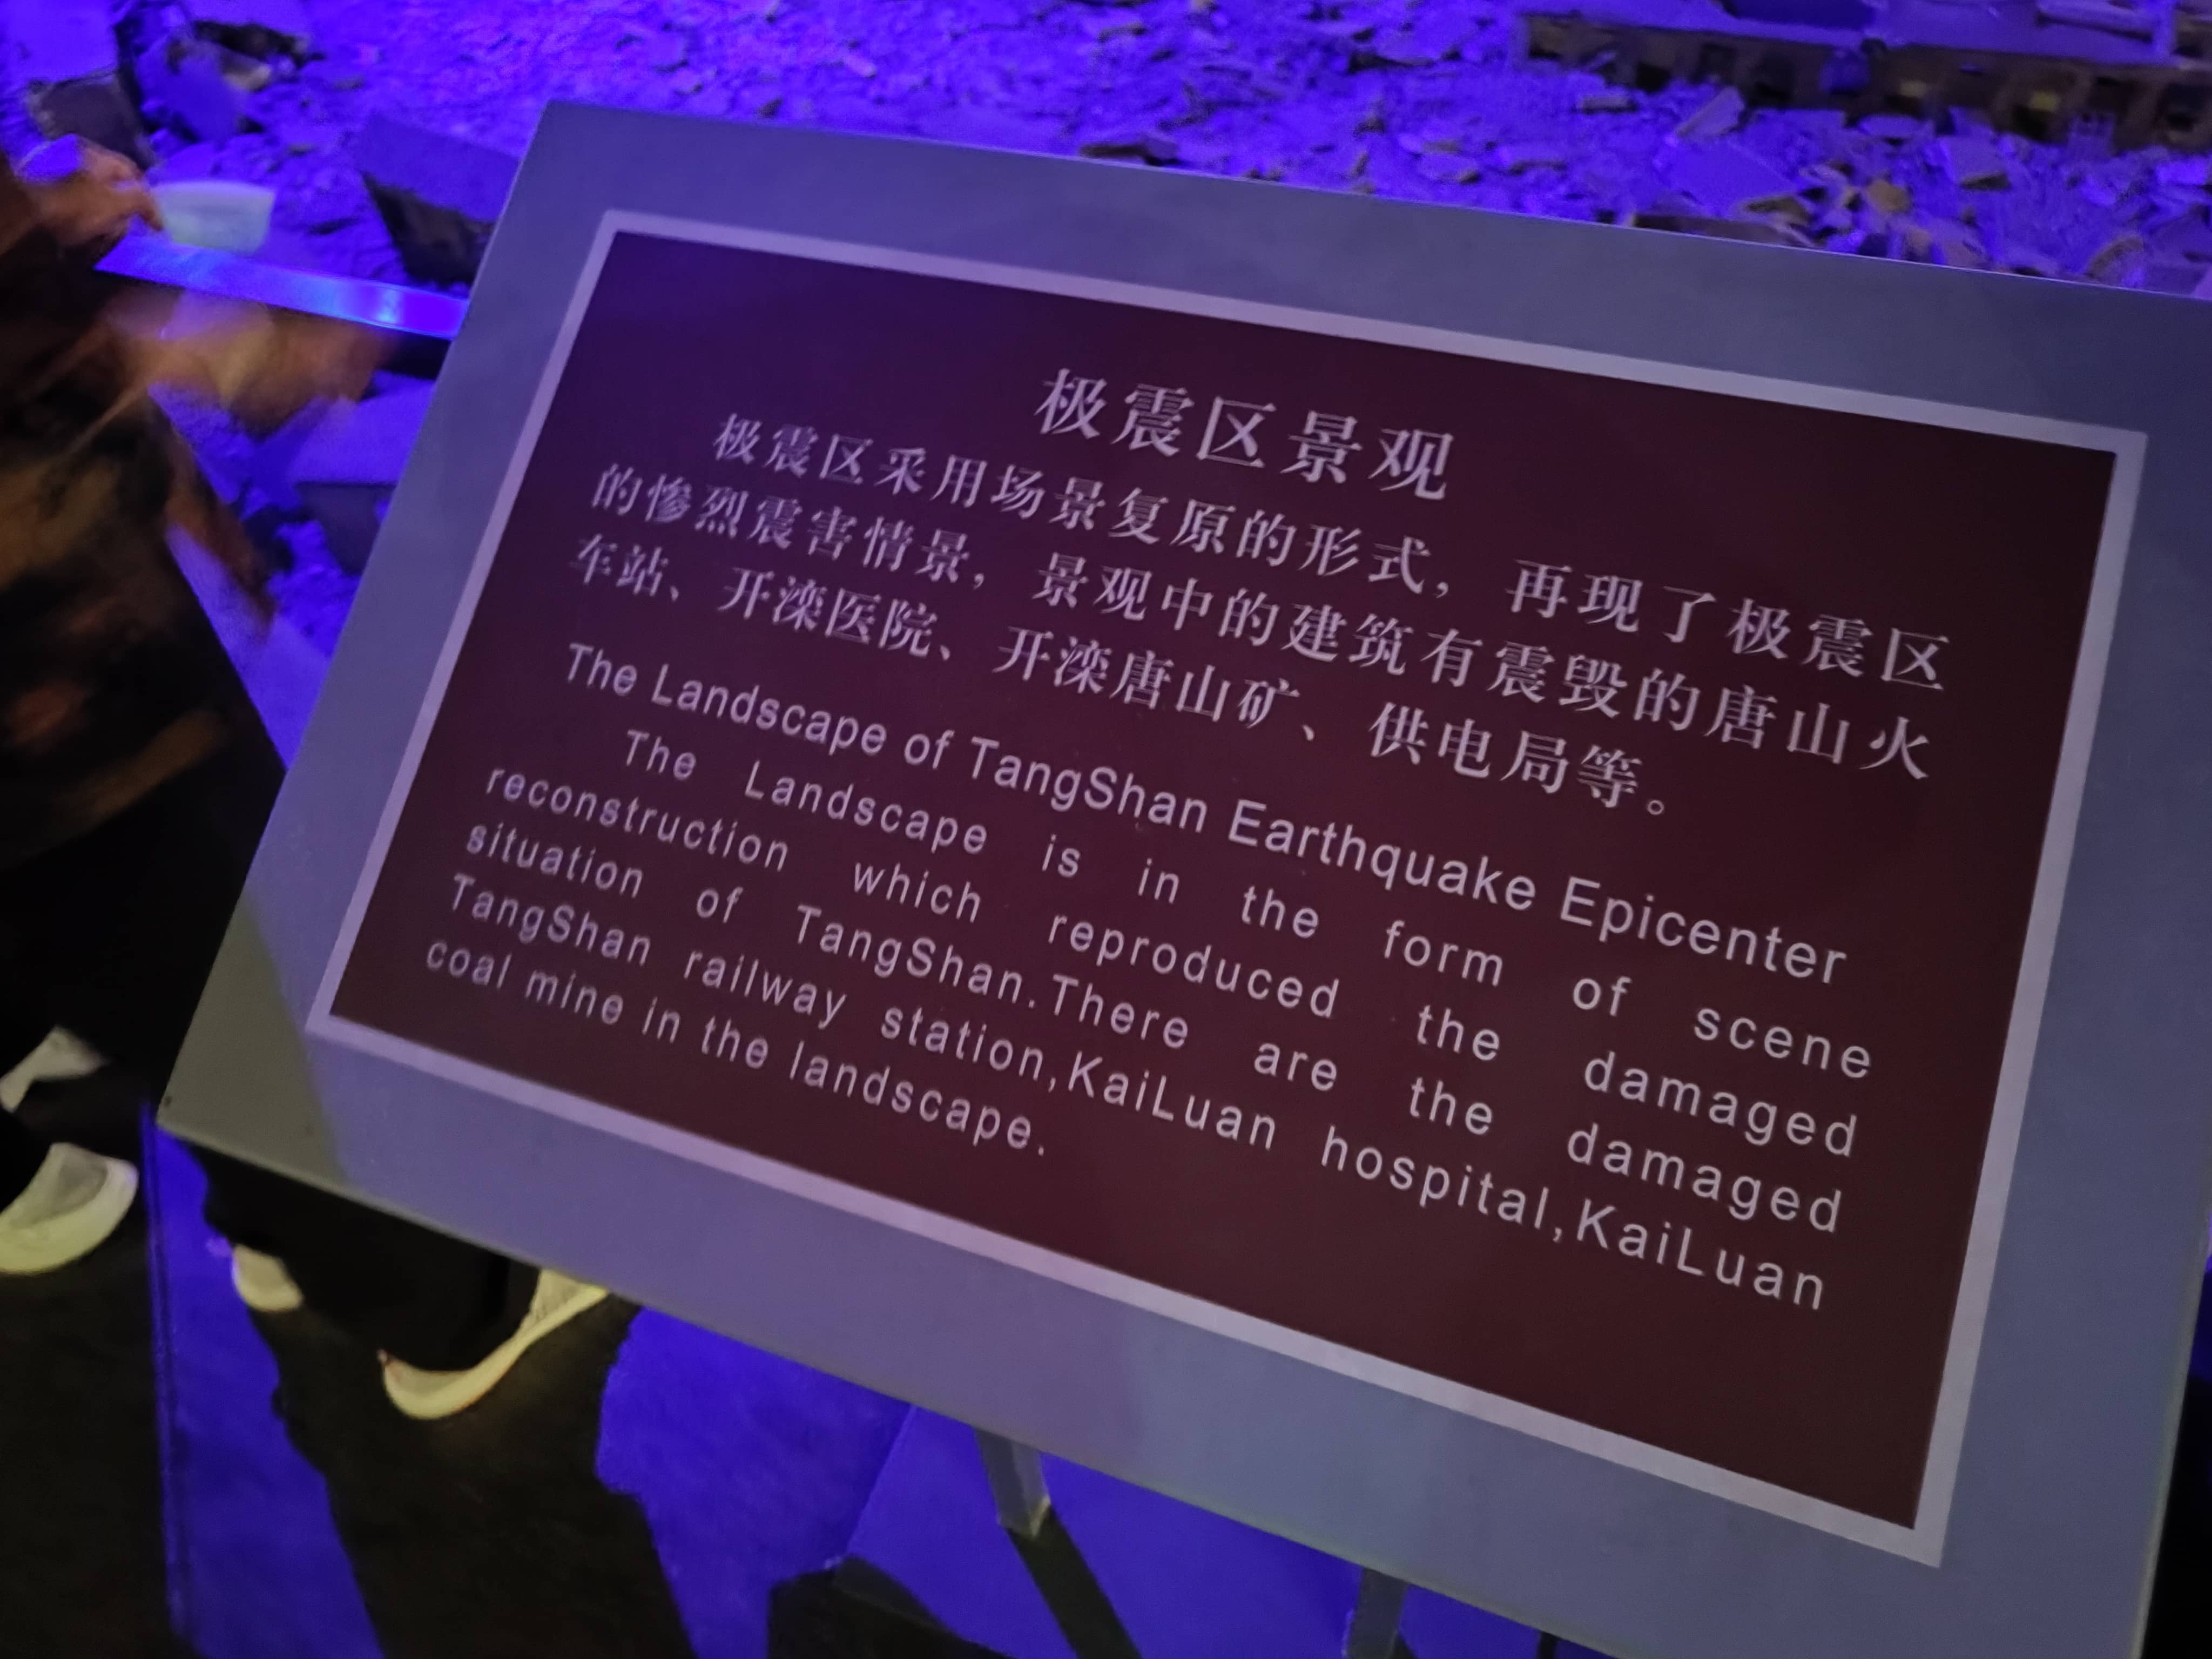 极震区景观
极震区采用场景复原的形式，再现了极震区
的惨烈震害情景，景观中的建筑有震毁的唐山火
车站、开滦医院、开滦唐山矿、供电局等。
The Landscape of TangShan Earthquake Epicenter
The Landscape is in the form of scene
reconstruction which reproduced the damaged
situation of TangShan.There are the damaged
TangShan railway station,KaiLuan hospital,KaiLuan
coal mine in the landscape.